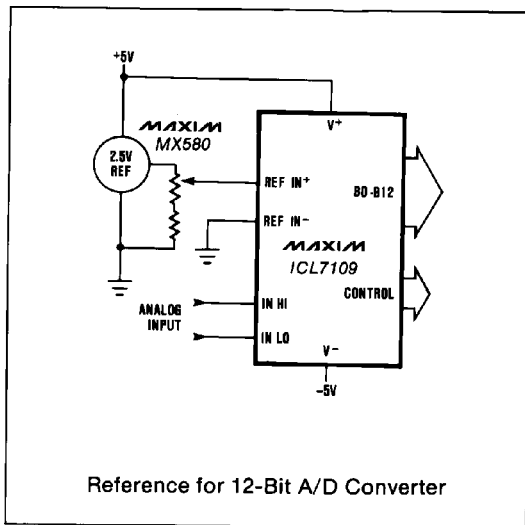 +5V
MAXIM
MX580
2.5V
REF
V+
REF IN+
B0-B12
REF IN-
MAXIM
ICL7109
ANALOG
INPUT
IN HI
CONTROL
IN LO
V-
-5V
Reference for 12-Bit A/D Converter